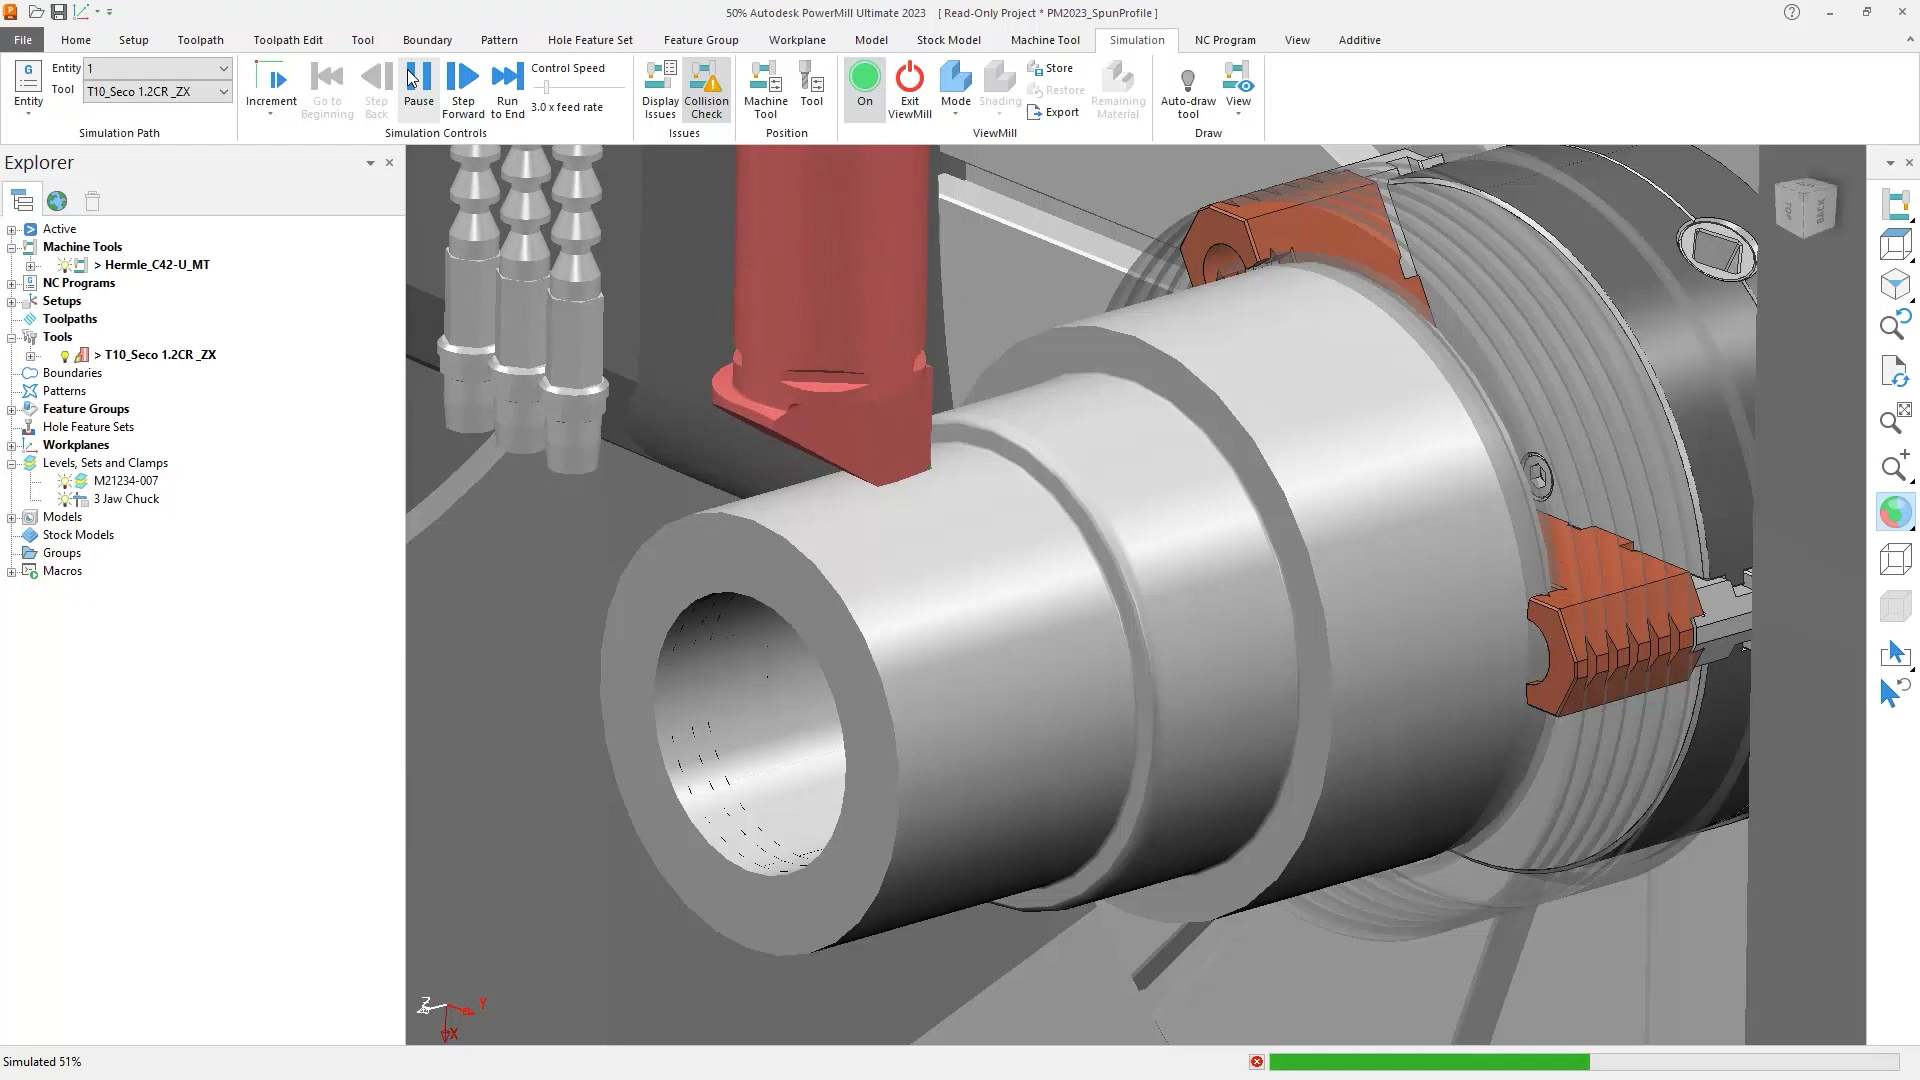 50% Autodesk PowerMill Ultimate 2023 [ Read-Only Project * PM2023_SpunProfile ]
File Home Setup Toolpath Toolpath Edit Tool Boundary Pattern Hole Feature Set Feature Group Workplane Model Stock Model Machine Tool Simulation NC Program View Additive
Entity
Entity 1
Tool T10_Seco 1.2CR _ZX
Simulation Path
Increment
Go to Beginning
Step Back
Pause
Step Forward
Run to End
Control Speed
3.0 x feed rate
Simulation Controls
Display Issues
Collision Check
Issues
Machine Tool
Tool
Position
On
Exit ViewMill
Mode
Shading
Store
Restore
Export
Remaining Material
ViewMill
Auto-draw tool
View
Draw
Explorer
Active
Machine Tools
> Hermle_C42-U_MT
NC Programs
Setups
Toolpaths
Tools
> T10_Seco 1.2CR _ZX
Boundaries
Patterns
Feature Groups
Hole Feature Sets
Workplanes
Levels, Sets and Clamps
M21234-007
3 Jaw Chuck
Models
Stock Models
Groups
Macros
TOP
BACK
Z
Y
X
Simulated 51%